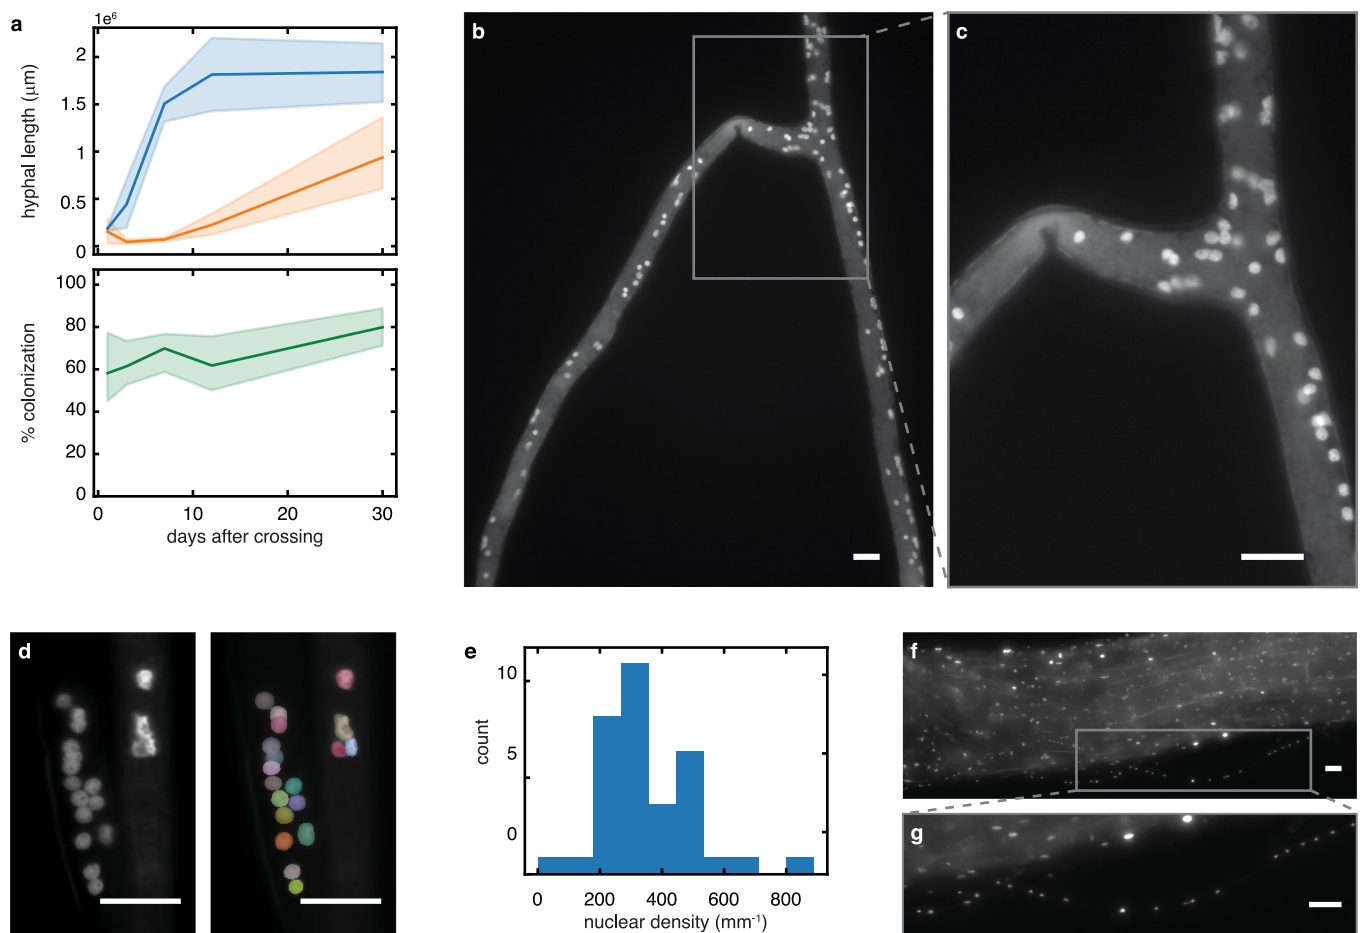 a
1e⁶
2
1.5
1
0.5
0
hyphal length (μm)
100
80
60
40
20
0
% colonization
0 10 20 30
days after crossing
b
c
d
e
10
5
0
count
0 200 400 600 800
nuclear density (mm⁻¹)
f
g